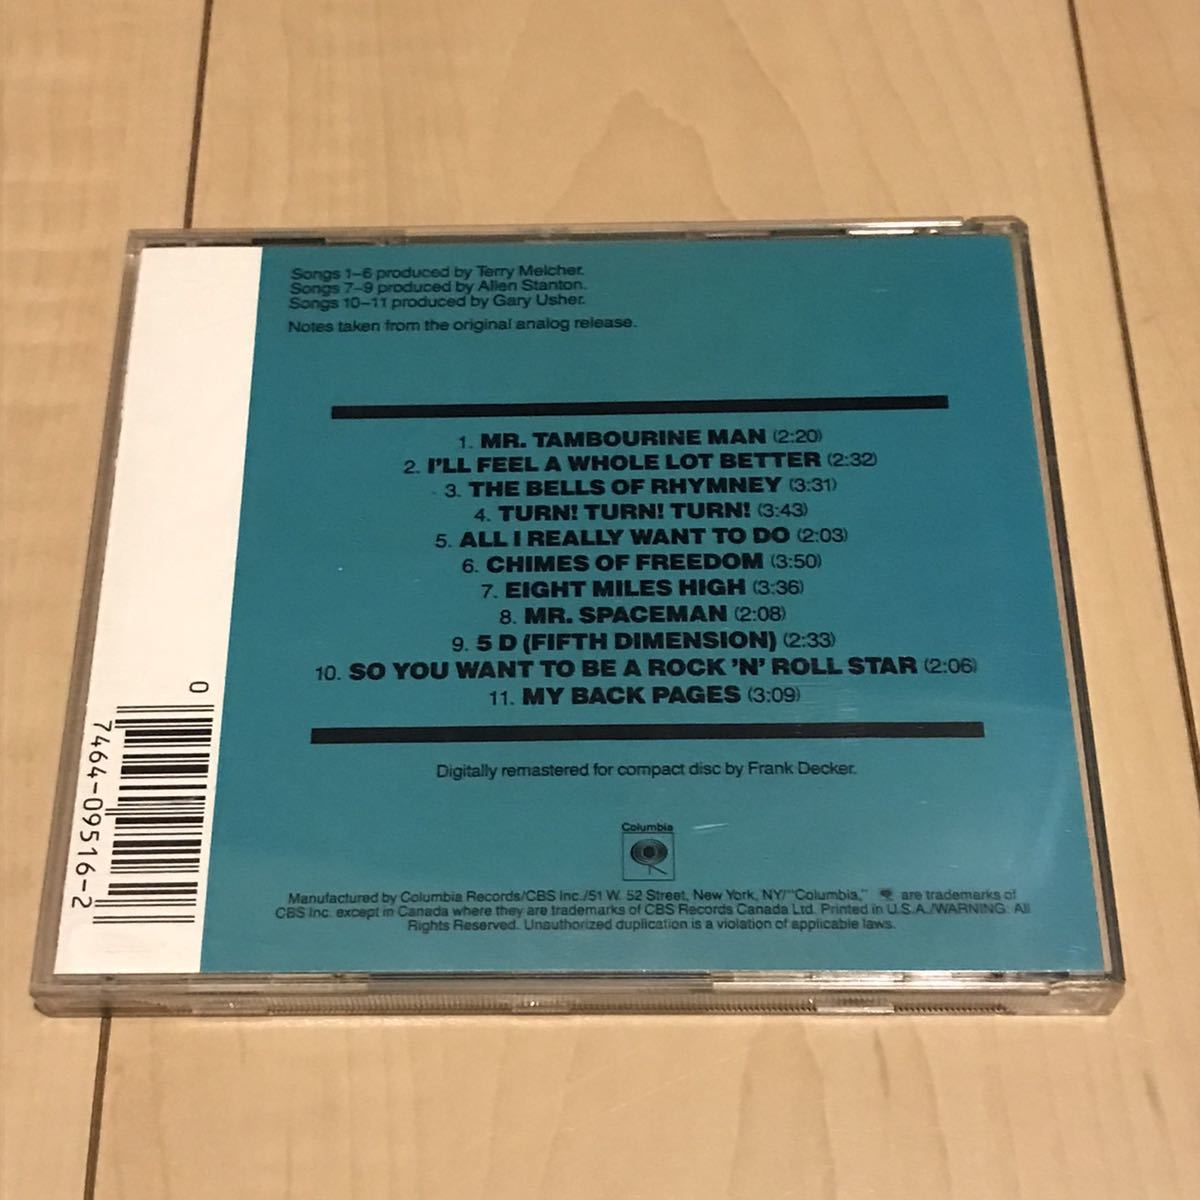 Songs 1–6 produced by Terry Melcher.
Songs 7–9 produced by Allen Stanton.
Songs 10–11 produced by Gary Usher.
Notes taken from the original analog release.
1. MR. TAMBOURINE MAN (2:20)
2. I'LL FEEL A WHOLE LOT BETTER (2:32)
3. THE BELLS OF RHYMNEY (3:31)
4. TURN! TURN! TURN! (3:43)
5. ALL I REALLY WANT TO DO (2:03)
6. CHIMES OF FREEDOM (3:50)
7. EIGHT MILES HIGH (3:36)
8. MR. SPACEMAN (2:08)
9. 5 D (FIFTH DIMENSION) (2:33)
10. SO YOU WANT TO BE A ROCK 'N' ROLL STAR (2:06)
11. MY BACK PAGES (3:09)
Digitally remastered for compact disc by Frank Decker.
Columbia
Manufactured by Columbia Records/CBS Inc./51 W. 52 Street, New York, NY/"Columbia," are trademarks of
CBS Inc. except in Canada where they are trademarks of CBS Records Canada Ltd. Printed in U.S.A./WARNING: All
Rights Reserved. Unauthorized duplication is a violation of applicable laws.
0
7464-09516-2